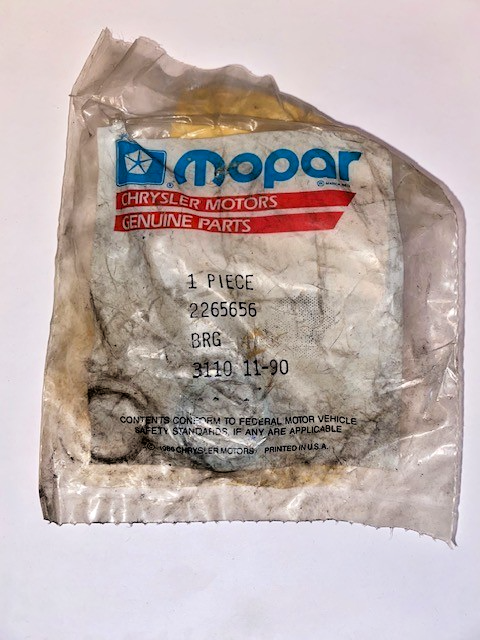 mopar
CHRYSLER MOTORS
GENUINE PARTS
1 PIECE
2265656
BRG
3110 11-90
CONTENTS CONFORM TO FEDERAL MOTOR VEHICLE
SAFETY STANDARDS, IF ANY ARE APPLICABLE
© CHRYSLER MOTORS PRINTED IN U.S.A.